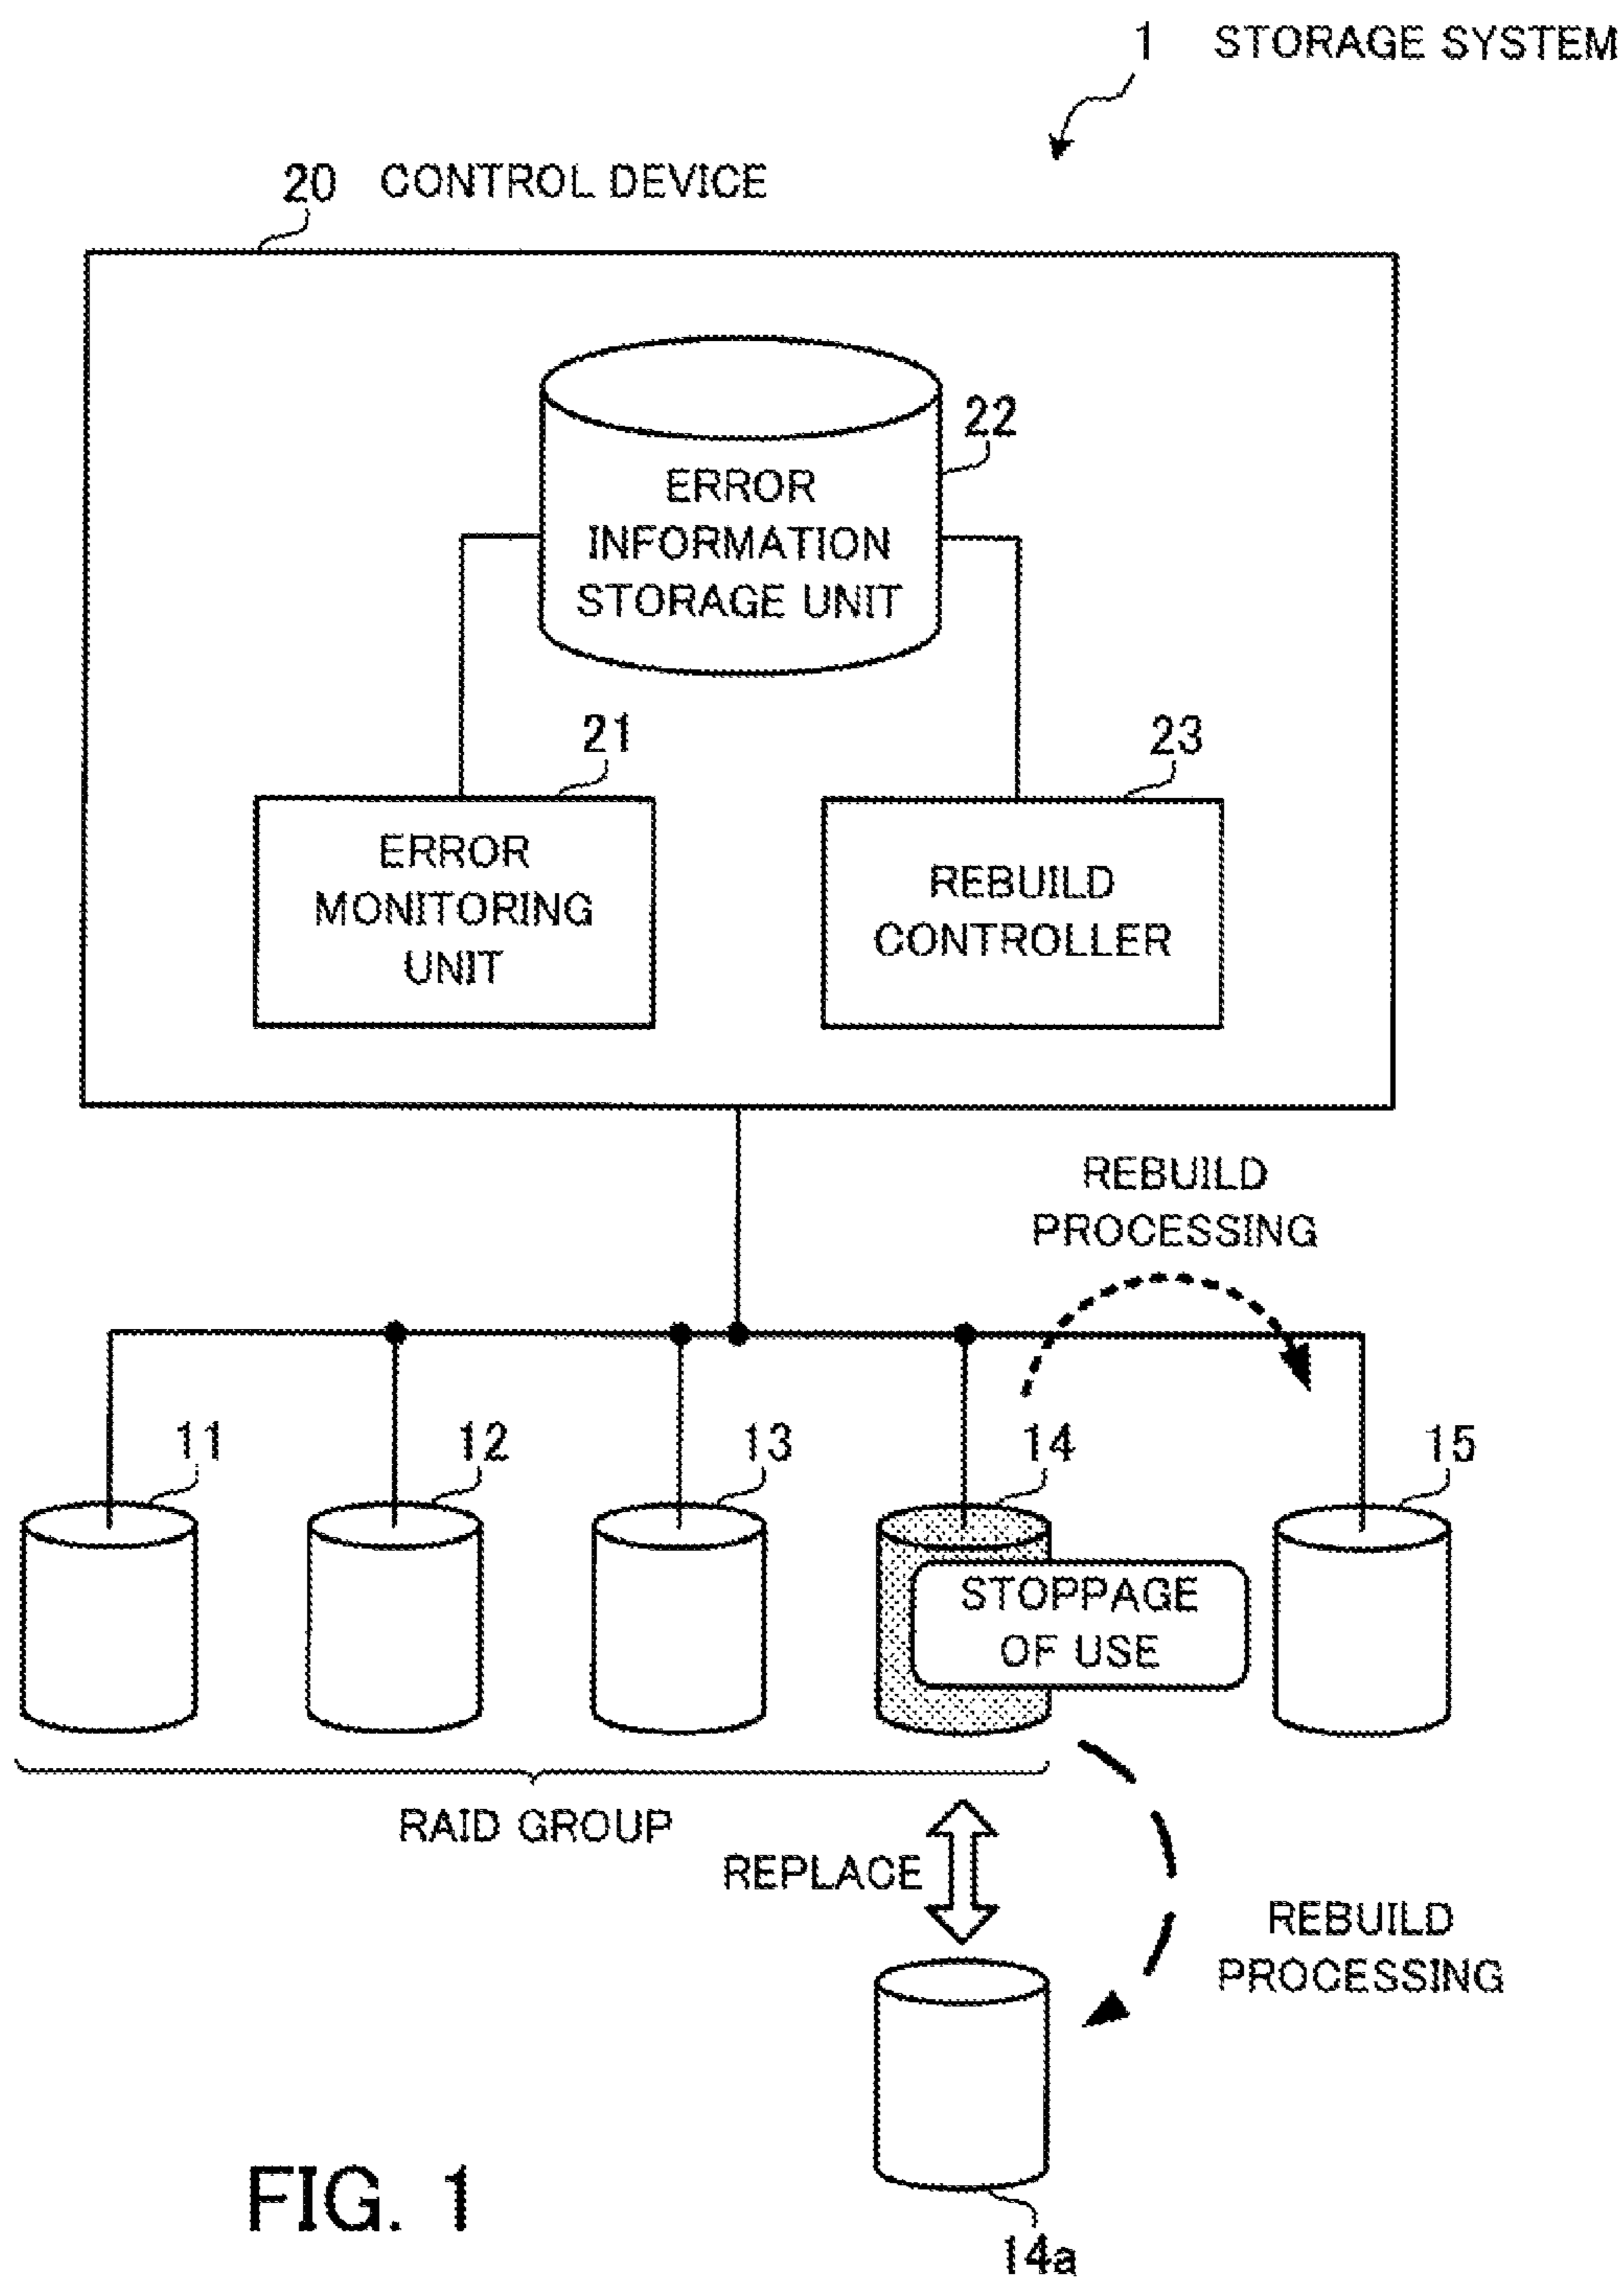 1 STORAGE SYSTEM
20 CONTROL DEVICE
22
ERROR
INFORMATION
STORAGE UNIT
21
23
ERROR
MONITORING
UNIT
REBUILD
CONTROLLER
REBUILD
PROCESSING
11
12
13
14
15
STOPPAGE
OF USE
RAID GROUP
REPLACE
REBUILD
PROCESSING
14a
FIG. 1